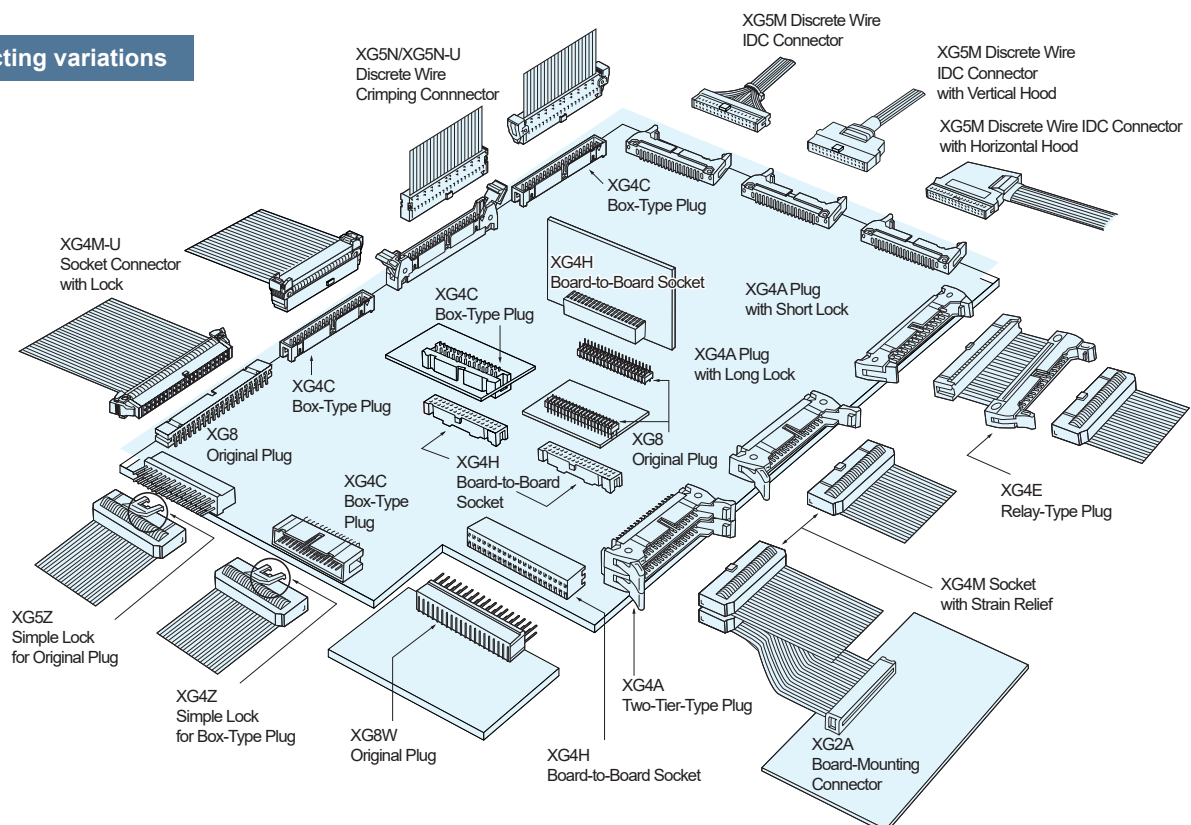 cting variations
XG5M Discrete Wire
IDC Connector
XG5N/XG5N-U
Discrete Wire
Crimping Connnector
XG5M Discrete Wire
IDC Connector
with Vertical Hood
XG5M Discrete Wire IDC Connector
with Horizontal Hood
XG4C
Box-Type Plug
XG4M-U
Socket Connector
with Lock
XG4H
Board-to-Board Socket
XG4A Plug
with Short Lock
XG4C
Box-Type Plug
XG4A Plug
with Long Lock
XG4C
Box-Type Plug
XG8
Original Plug
XG8
Original Plug
XG4H
Board-to-Board
Socket
XG4C
Box-Type
Plug
XG4E
Relay-Type Plug
XG4M Socket
with Strain Relief
XG5Z
Simple Lock
for Original Plug
XG4Z
Simple Lock
for Box-Type Plug
XG8W
Original Plug
XG4A
Two-Tier-Type Plug
XG4H
Board-to-Board Socket
XG2A
Board-Mounting
Connector